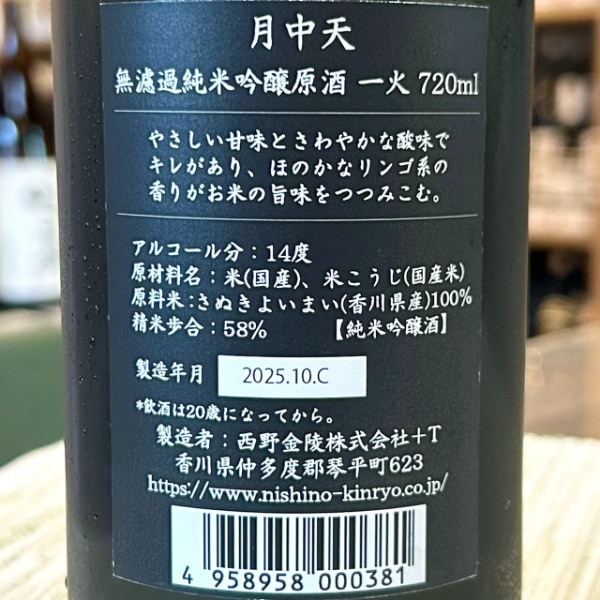 月中天
無濾過純米吟醸原酒 一火 720ml
やさしい甘味とさわやかな酸味で
キレがあり、ほのかなリンゴ系の
香りがお米の旨味をつつみこむ。
アルコール分：14度
原材料名：米(国産)、米こうじ(国産米)
原料米：さぬきよいまい(香川県産)100%
精米歩合：58% 【純米吟醸酒】
製造年月 2025.10.C
*飲酒は20歳になってから。
製造者：西野金陵株式会社+T
香川県仲多度郡琴平町623
https://www.nishino-kinryo.co.jp/
4 958958 000381